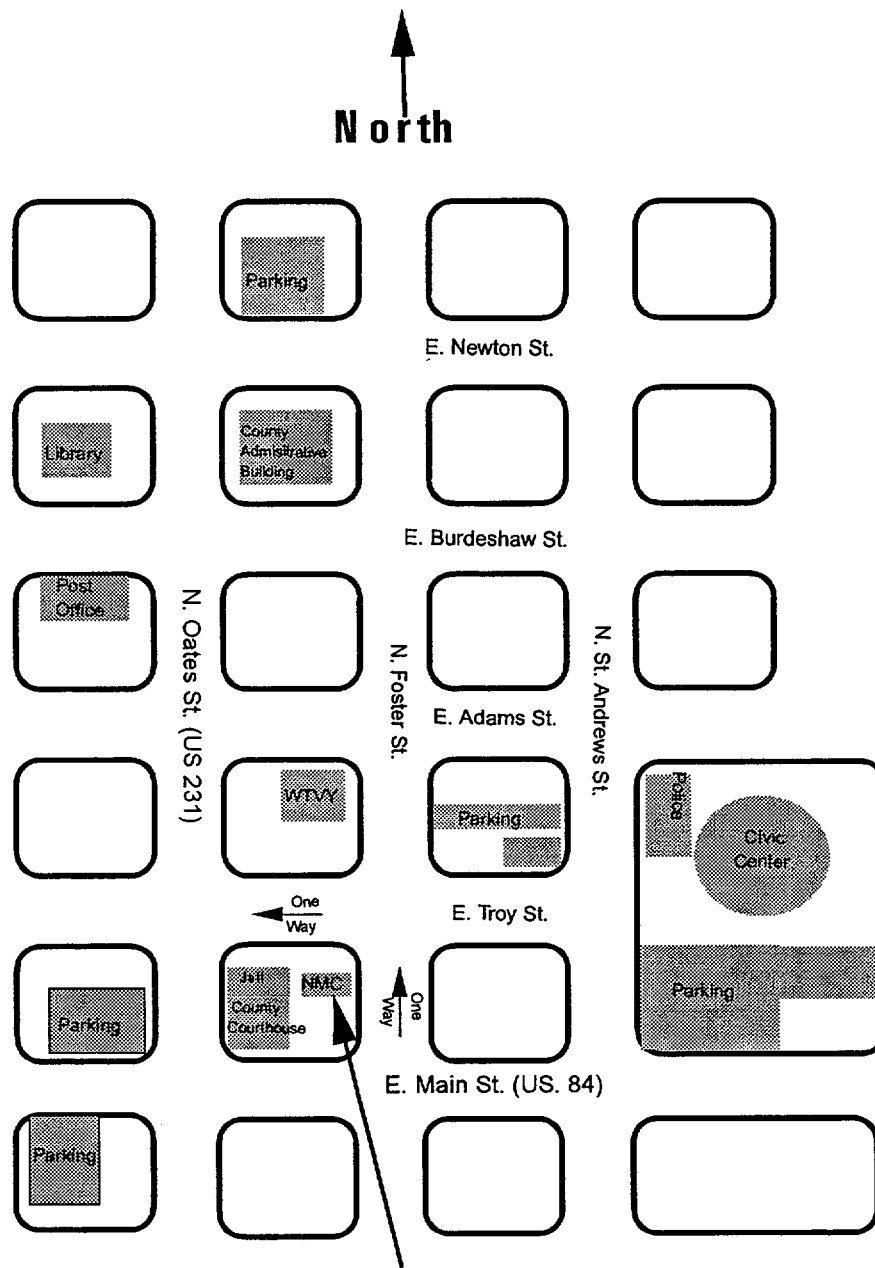 North
Parking
E. Newton St.
Library
County
Admisitrative
Building
E. Burdeshaw St.
Post
Office
N. Oates St. (US 231)
N. Foster St.
N. St. Andrews St.
E. Adams St.
WTVY
Parking
Police
Civic
Center
One
Way
E. Troy St.
Parking
Jail
County
Courthouse
NMC
One
Way
Parking
E. Main St. (US. 84)
Parking